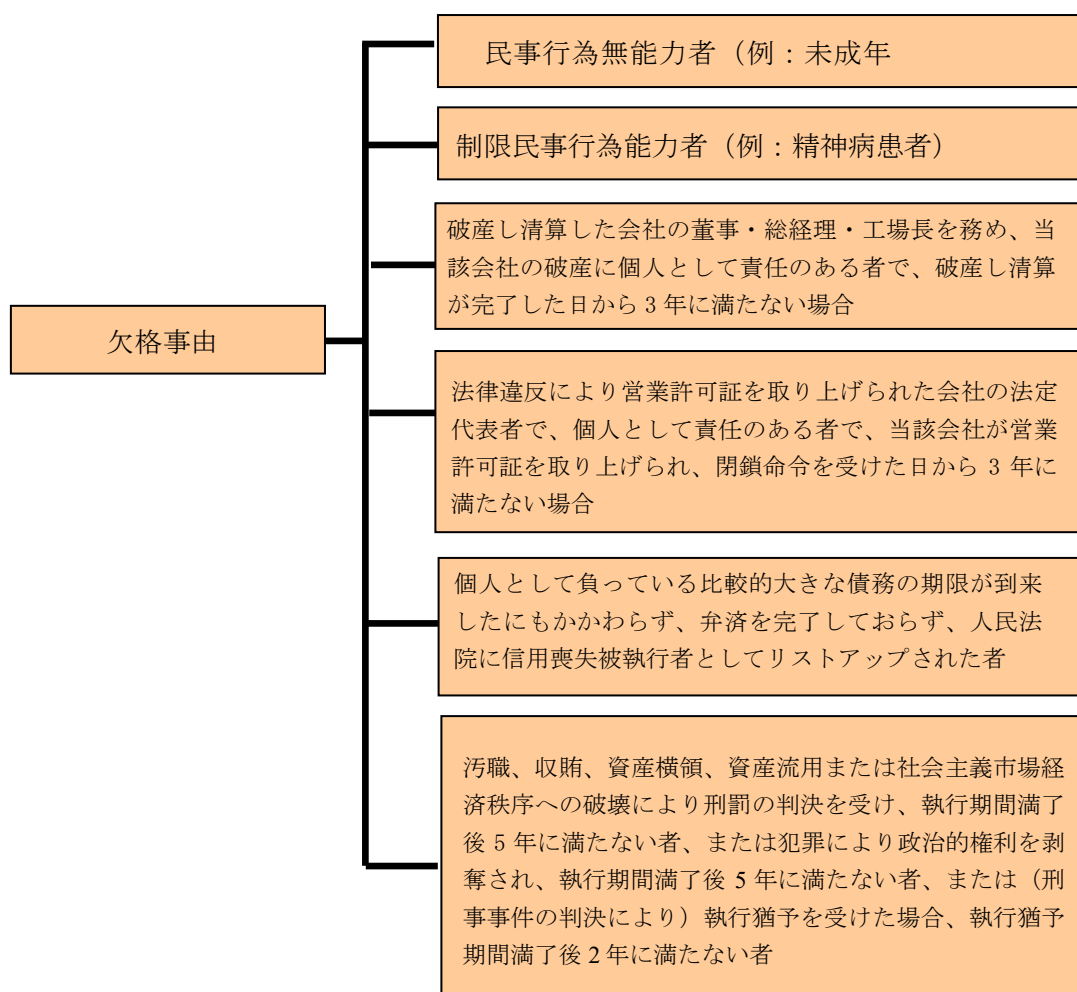 欠格事由
民事行為無能力者（例：未成年
制限民事行為能力者（例：精神病患者）
破産し清算した会社の董事・総経理・工場長を務め、当
該会社の破産に個人として責任のある者で、破産し清算
が完了した日から 3 年に満たない場合
法律違反により営業許可証を取り上げられた会社の法定
代表者で、個人として責任のある者で、当該会社が営業
許可証を取り上げられ、閉鎖命令を受けた日から 3 年に
満たない場合
個人として負っている比較的大きな債務の期限が到来
したにもかかわらず、弁済を完了しておらず、人民法
院に信用喪失被執行者としてリストアップされた者
汚職、収賄、資産横領、資産流用または社会主義市場経
済秩序への破壊により刑罰の判決を受け、執行期間満了
後 5 年に満たない者、または犯罪により政治的権利を剥
奪され、執行期間満了後 5 年に満たない者、または（刑
事事件の判決により）執行猶予を受けた場合、執行猶予
期間満了後 2 年に満たない者